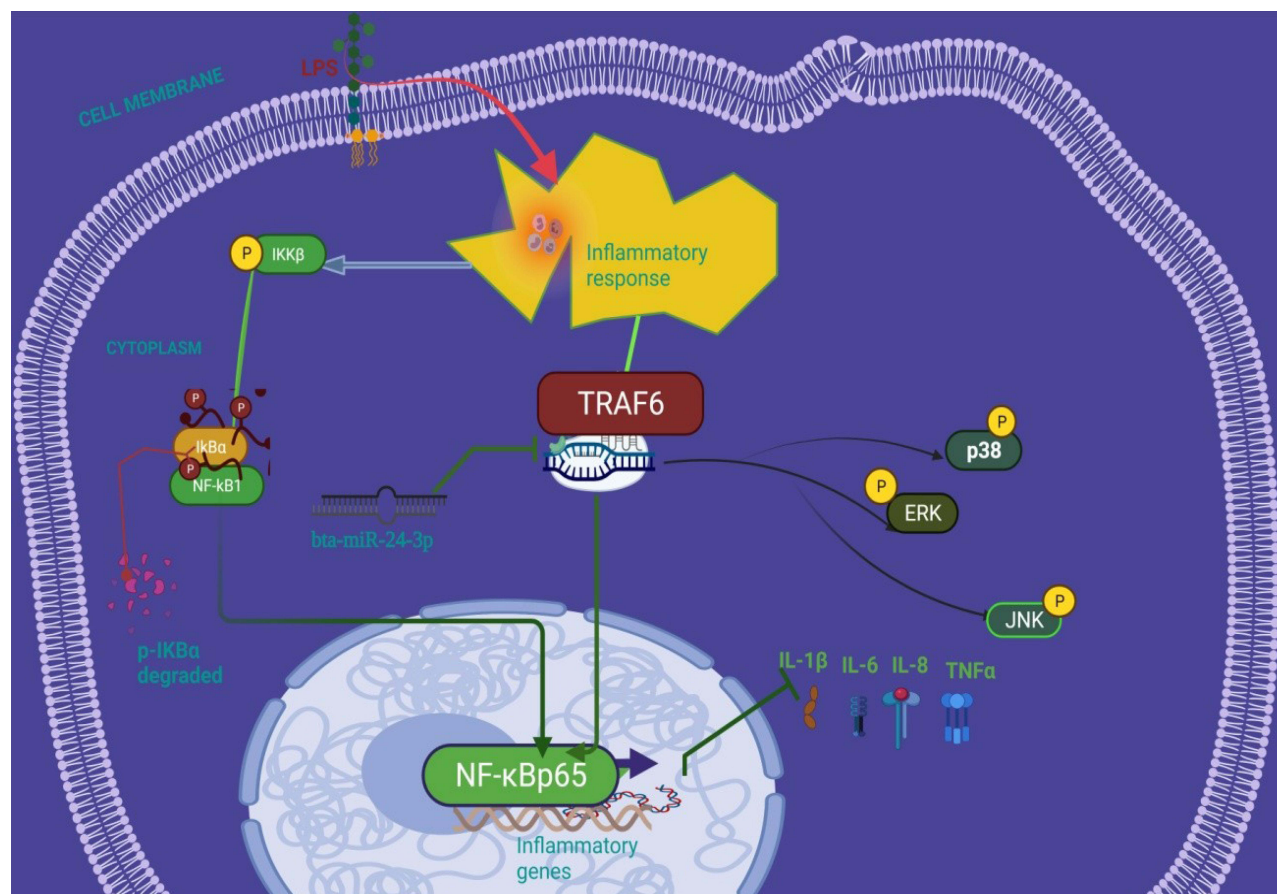 LPS
CELL MEMBRANE
Inflammatory
response
P
IKKβ
CYTOPLASM
TRAF6
P
P
IkBα
P
NF-kB1
bta-miR-24-3p
P
p38
P
ERK
P
JNK
p-IKBα
degraded
IL-1β
IL-6
IL-8
TNFα
NF-κBp65
Inflammatory
genes